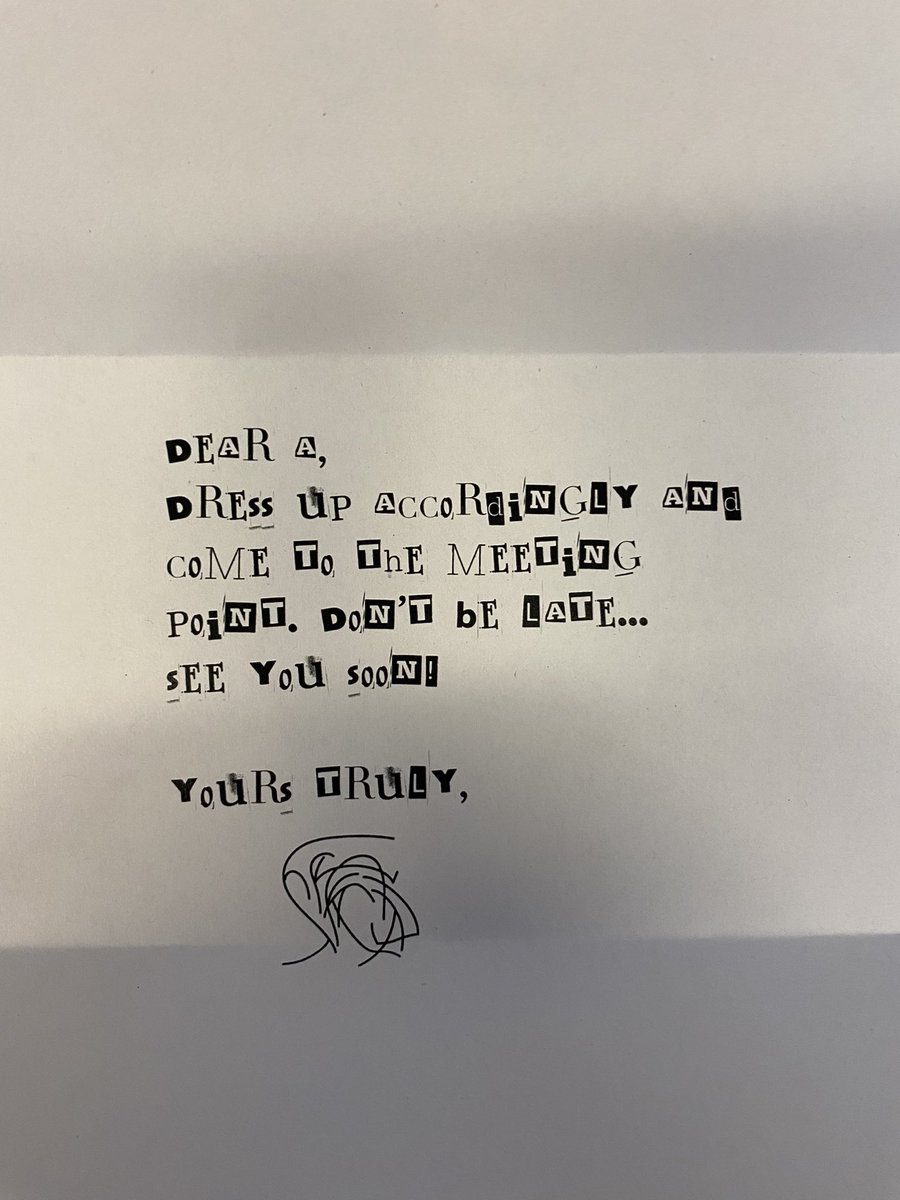 DEAR A,
DRESS UP ACCORdiNGLY ANd
COME TO ThE MEETiNG
POiNT. DON'T bE LATE...
SEE YOU SOON!
YOURS TRULY,